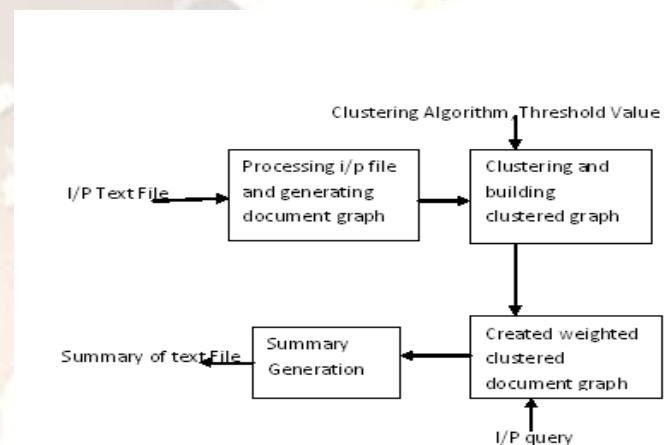 Clustering Algorithm, Threshold Value
I/P Text File
Processing i/p file
and generating
document graph
Clustering and
building
clustered graph
Summary of text File
Summary
Generation
Created weighted
clustered
document graph
I/P query